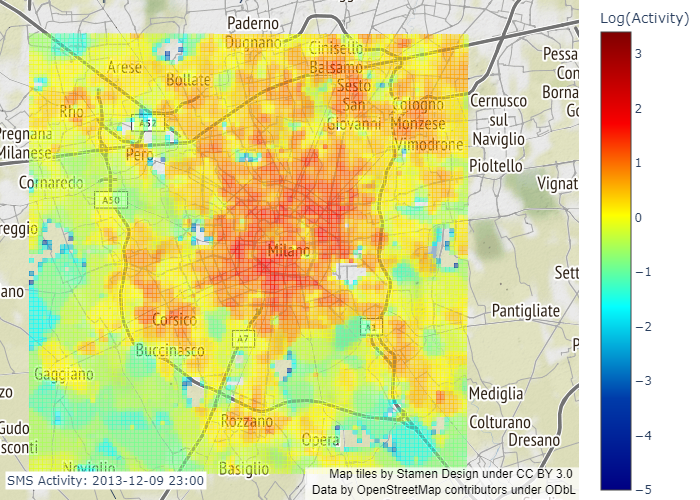 Paderno
Dugnano
Cinisello
Balsamo
Arese
Bollate
Sesto
San
Giovanni
Pessa
Con
Borna
Go
Rho
A52
Cologno
Monzese
Cernusco
sul
Naviglio
Pregnana
Milanese
Pero
Vimodrone
Pioltello
Cornaredo
A50
Vignat
reggio
Milano
Sett
ano
Corsico
A7
A1
Pantigliate
Buccinasco
P
Gaggiano
zo
Mediglia
Rozzano
Opera
Colturano
Dresano
Gudo
sconti
Noviglio
Basiglio
SMS Activity: 2013-12-09 23:00
Map tiles by Stamen Design under CC BY 3.0
Data by OpenStreetMap contributors under ODbL
Log(Activity)
3
2
1
0
−1
−2
−3
−4
−5